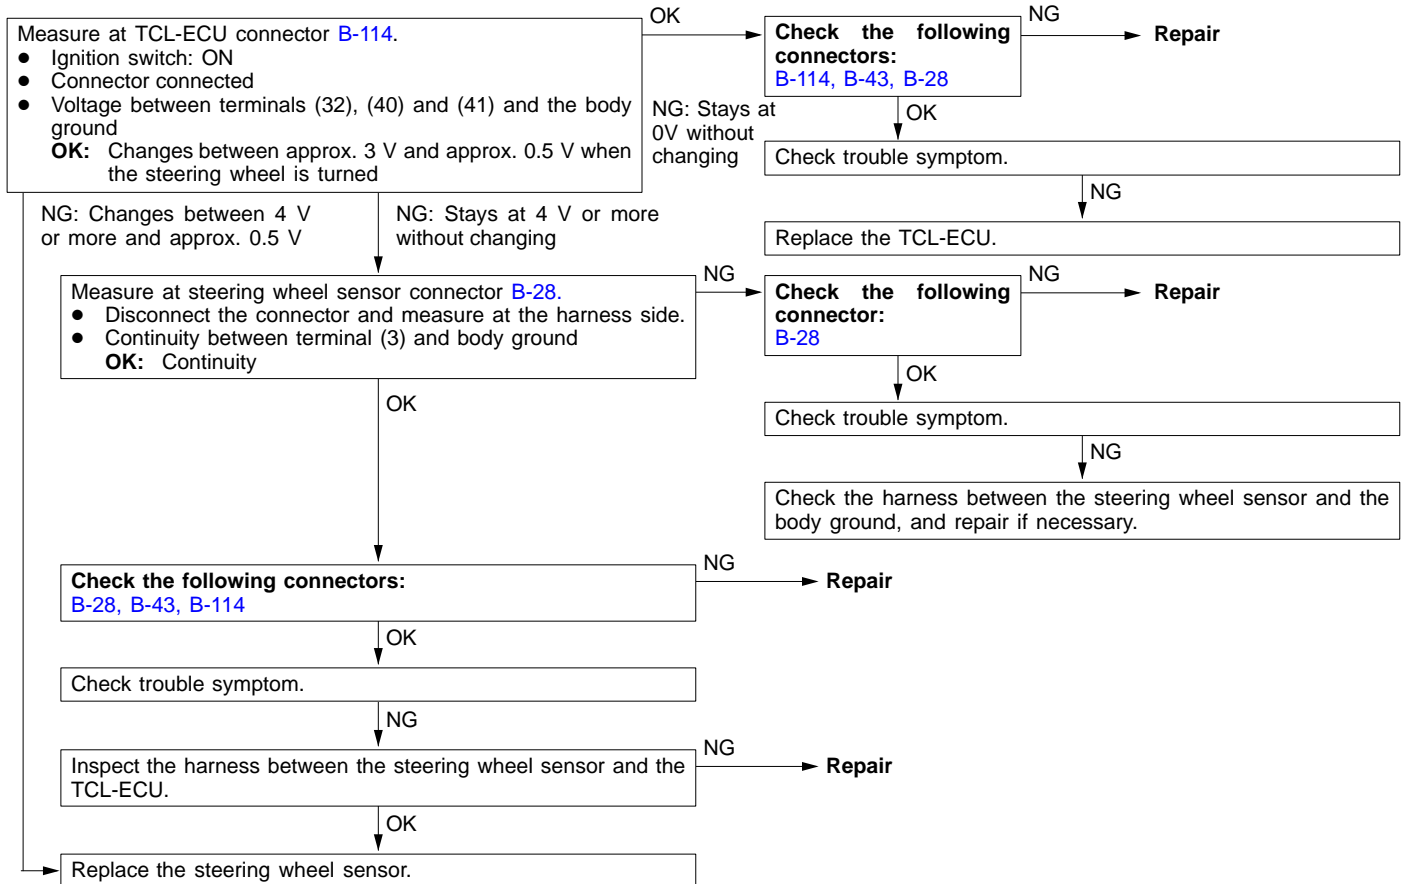 Measure at TCL-ECU connector B-114.
● Ignition switch: ON
● Connector connected
● Voltage between terminals (32), (40) and (41) and the body
ground
OK: Changes between approx. 3 V and approx. 0.5 V when
the steering wheel is turned
OK
Check the following
connectors:
B-114, B-43, B-28
NG
Repair
OK
NG: Stays at
0V without
changing
Check trouble symptom.
NG
Replace the TCL-ECU.
NG: Changes between 4 V
or more and approx. 0.5 V
NG: Stays at 4 V or more
without changing
Measure at steering wheel sensor connector B-28.
● Disconnect the connector and measure at the harness side.
● Continuity between terminal (3) and body ground
OK: Continuity
NG
Check the following
connector:
B-28
NG
Repair
OK
Check trouble symptom.
NG
Check the harness between the steering wheel sensor and the
body ground, and repair if necessary.
OK
Check the following connectors:
B-28, B-43, B-114
NG
Repair
OK
Check trouble symptom.
NG
Inspect the harness between the steering wheel sensor and the
TCL-ECU.
NG
Repair
OK
Replace the steering wheel sensor.